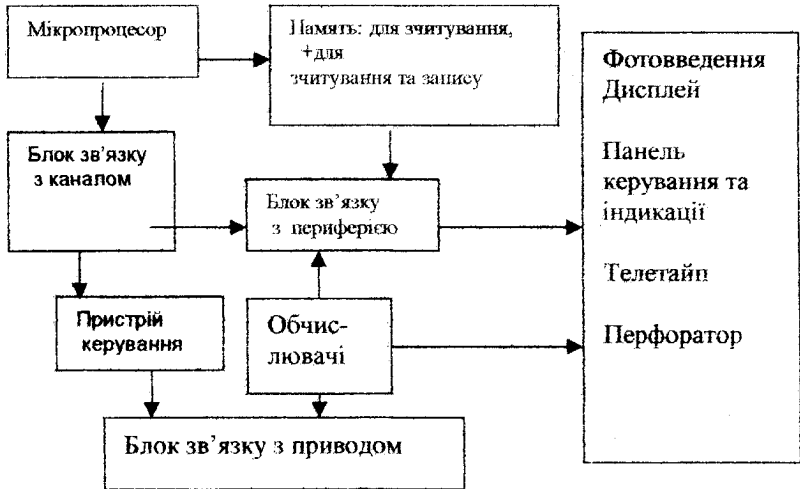 Мікропроцесор
Память: для зчитування,
+для
зчитування та запису
Фотовведення
Дисплей
Панель
керування та
індикації
Телетайп
Перфоратор
Блок зв’язку
з каналом
Блок зв’язку
з периферією
Пристрій
керування
Обчис-
лювачі
Блок зв’язку з приводом